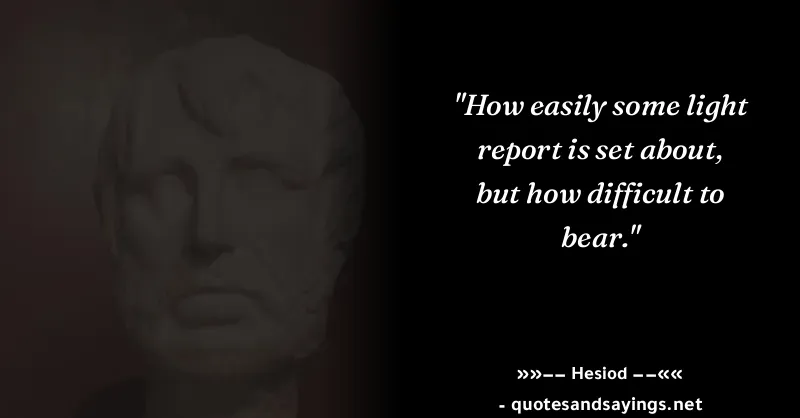 "How easily some light
report is set about,
but how difficult to
bear."
»»−− Hesiod −−««
- quotesandsayings.net